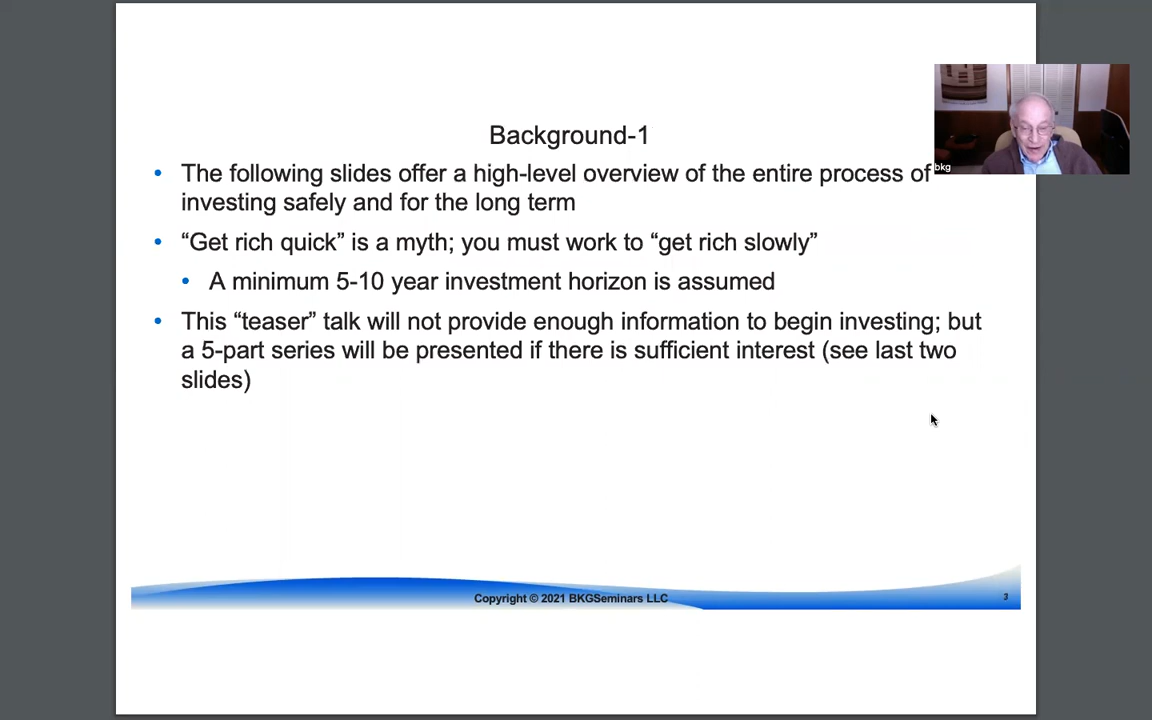 Background-1
• The following slides offer a high-level overview of the entire process of
investing safely and for the long term
• “Get rich quick” is a myth; you must work to “get rich slowly”
• A minimum 5-10 year investment horizon is assumed
• This “teaser” talk will not provide enough information to begin investing; but
a 5-part series will be presented if there is sufficient interest (see last two
slides)
bkg
Copyright © 2021 BKGSeminars LLC
3